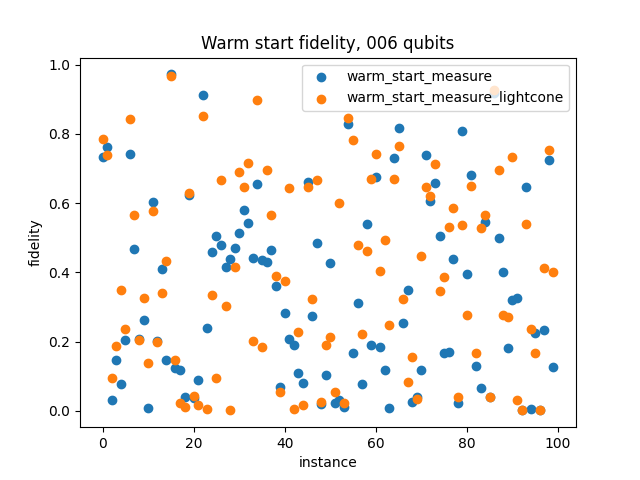 Warm start fidelity, 006 qubits
warm_start_measure
warm_start_measure_lightcone
1.0
0.8
0.6
0.4
0.2
0.0
fidelity
0 20 40 60 80 100
instance